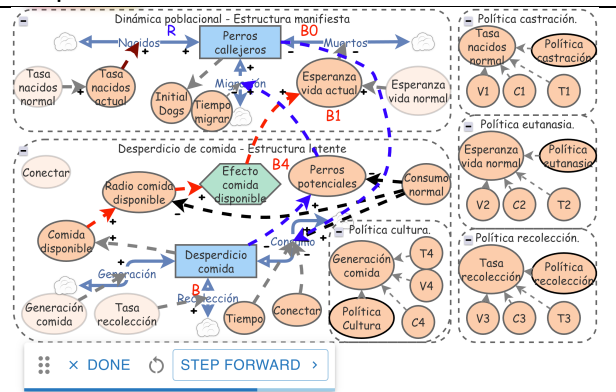 Dinámica poblacional - Estructura manifiesta
R
B0
Nacidos
Perros
callejeros
Muertos
Tasa
nacidos
normal
Tasa
nacidos
actual
Migración
Initial
Dogs
Tiempo
migrar
Esperanza
vida actual
Esperanza
vida normal
B1
Desperdicio de comida - Estructura latente
B4
Conectar
Radio comida
disponible
Efecto
comida
disponible
Perros
potenciales
Consumo
normal
Comida
disponible
Desperdicio
comida
Consumo
Generación
B
Recolección
Generación
comida
Tasa
recolección
Tiempo
Conectar
Política cultura.
Generación
comida
T4
V4
C4
Política
Cultura
Política castración.
Tasa
nacidos
normal
Política
castración
V1
C1
T1
Política eutanasia.
Esperanza
vida normal
Política
eutanasia
V2
C2
T2
Política recolección.
Tasa
recolección
Política
recolección
V3
C3
T3
× DONE
STEP FORWARD >